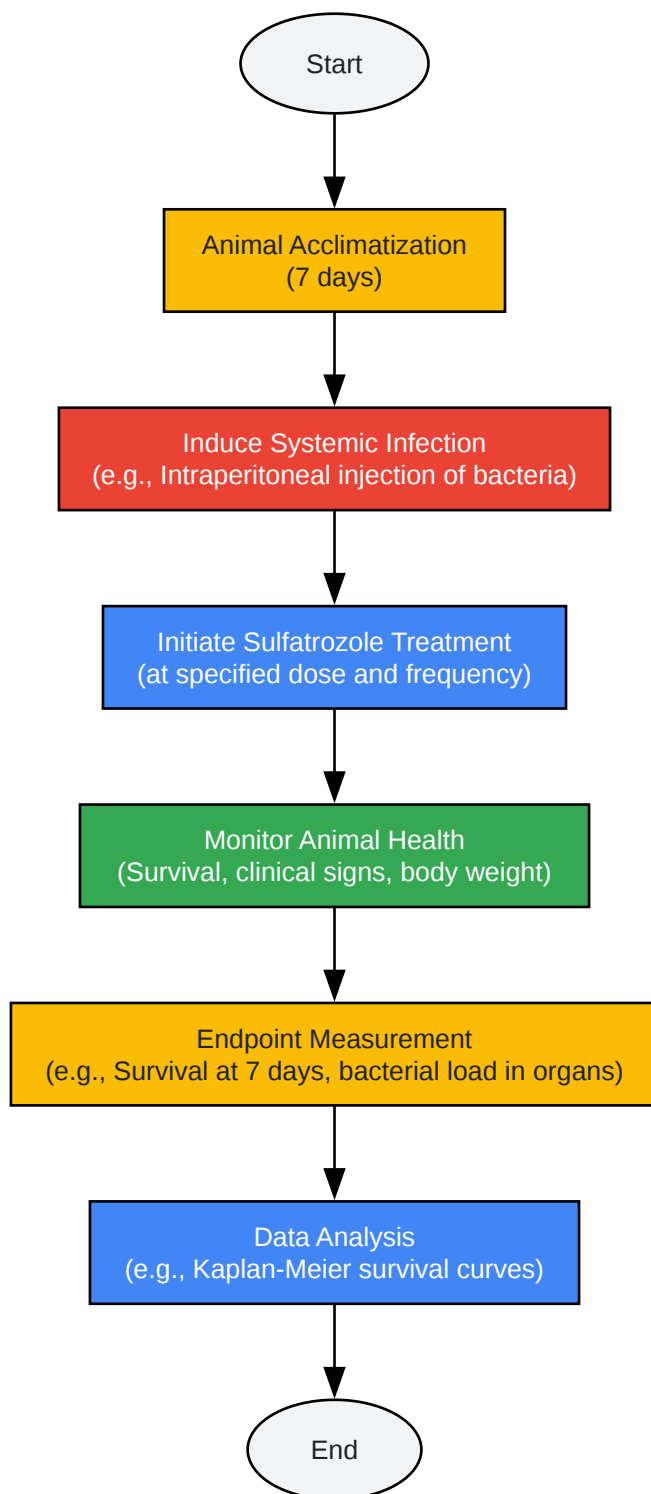 Start
Animal Acclimatization
(7 days)
Induce Systemic Infection
(e.g., Intraperitoneal injection of bacteria)
Initiate Sulfatrozole Treatment
(at specified dose and frequency)
Monitor Animal Health
(Survival, clinical signs, body weight)
Endpoint Measurement
(e.g., Survival at 7 days, bacterial load in organs)
Data Analysis
(e.g., Kaplan-Meier survival curves)
End